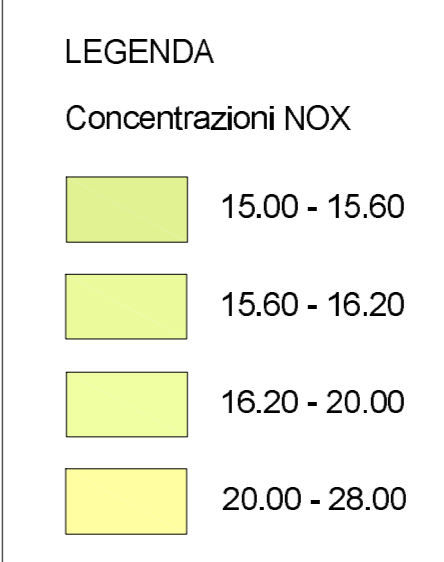 LEGENDA
Concentrazioni NOX
15.00 - 15.60
15.60 - 16.20
16.20 - 20.00
20.00 - 28.00